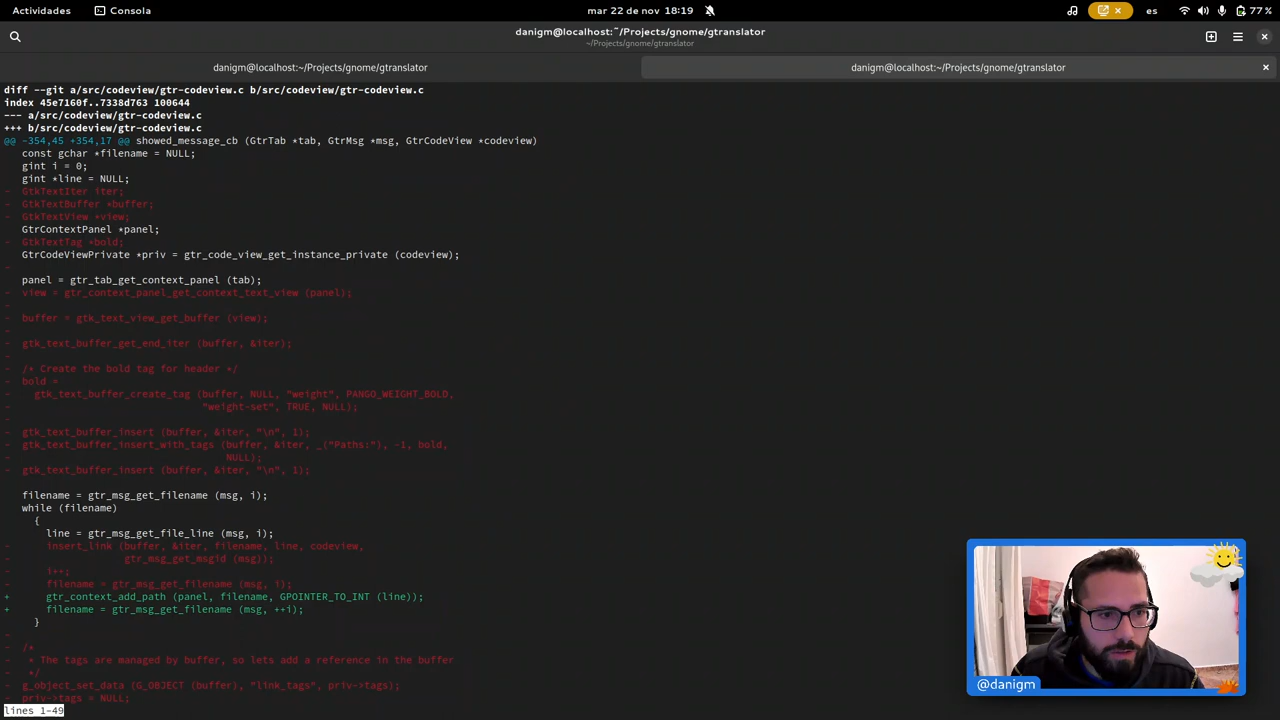 Actividades
Consola
mar 22 de nov 18:19
es
77 %
danigm@localhost:~/Projects/gnome/gtranslator
~/Projects/gnome/gtranslator
danigm@localhost:~/Projects/gnome/gtranslator
danigm@localhost:~/Projects/gnome/gtranslator
diff --git a/src/codeview/gtr-codeview.c b/src/codeview/gtr-codeview.c
index 45e7160f..7338d763 100644
--- a/src/codeview/gtr-codeview.c
+++ b/src/codeview/gtr-codeview.c
@@ -354,45 +354,17 @@ showed_message_cb (GtrTab *tab, GtrMsg *msg, GtrCodeView *codeview)
   const gchar *filename = NULL;
   gint i = 0;
   gint *line = NULL;
-  GtkTextIter iter;
-  GtkTextBuffer *buffer;
-  GtkTextView *view;
   GtrContextPanel *panel;
-  GtkTextTag *bold;
   GtrCodeViewPrivate *priv = gtr_code_view_get_instance_private (codeview);
-
   panel = gtr_tab_get_context_panel (tab);
-  view = gtr_context_panel_get_context_text_view (panel);
-
-  buffer = gtk_text_view_get_buffer (view);
-
-  gtk_text_buffer_get_end_iter (buffer, &iter);
-
-  /* Create the bold tag for header */
-  bold =
-    gtk_text_buffer_create_tag (buffer, NULL, "weight", PANGO_WEIGHT_BOLD,
-                                "weight-set", TRUE, NULL);
-
-  gtk_text_buffer_insert (buffer, &iter, "\n", 1);
-  gtk_text_buffer_insert_with_tags (buffer, &iter, _("Paths:"), -1, bold,
-                                    NULL);
-  gtk_text_buffer_insert (buffer, &iter, "\n", 1);
   filename = gtr_msg_get_filename (msg, i);
   while (filename)
     {
       line = gtr_msg_get_file_line (msg, i);
-      insert_link (buffer, &iter, filename, line, codeview,
-                   gtr_msg_get_msgid (msg));
-      i++;
-      filename = gtr_msg_get_filename (msg, i);
+      gtr_context_add_path (panel, filename, GPOINTER_TO_INT (line));
+      filename = gtr_msg_get_filename (msg, ++i);
     }
-
-  /*
-   * The tags are managed by buffer, so lets add a reference in the buffer
-   */
-  g_object_set_data (G_OBJECT (buffer), "link_tags", priv->tags);
-  priv->tags = NULL;
lines 1-49
@danigm